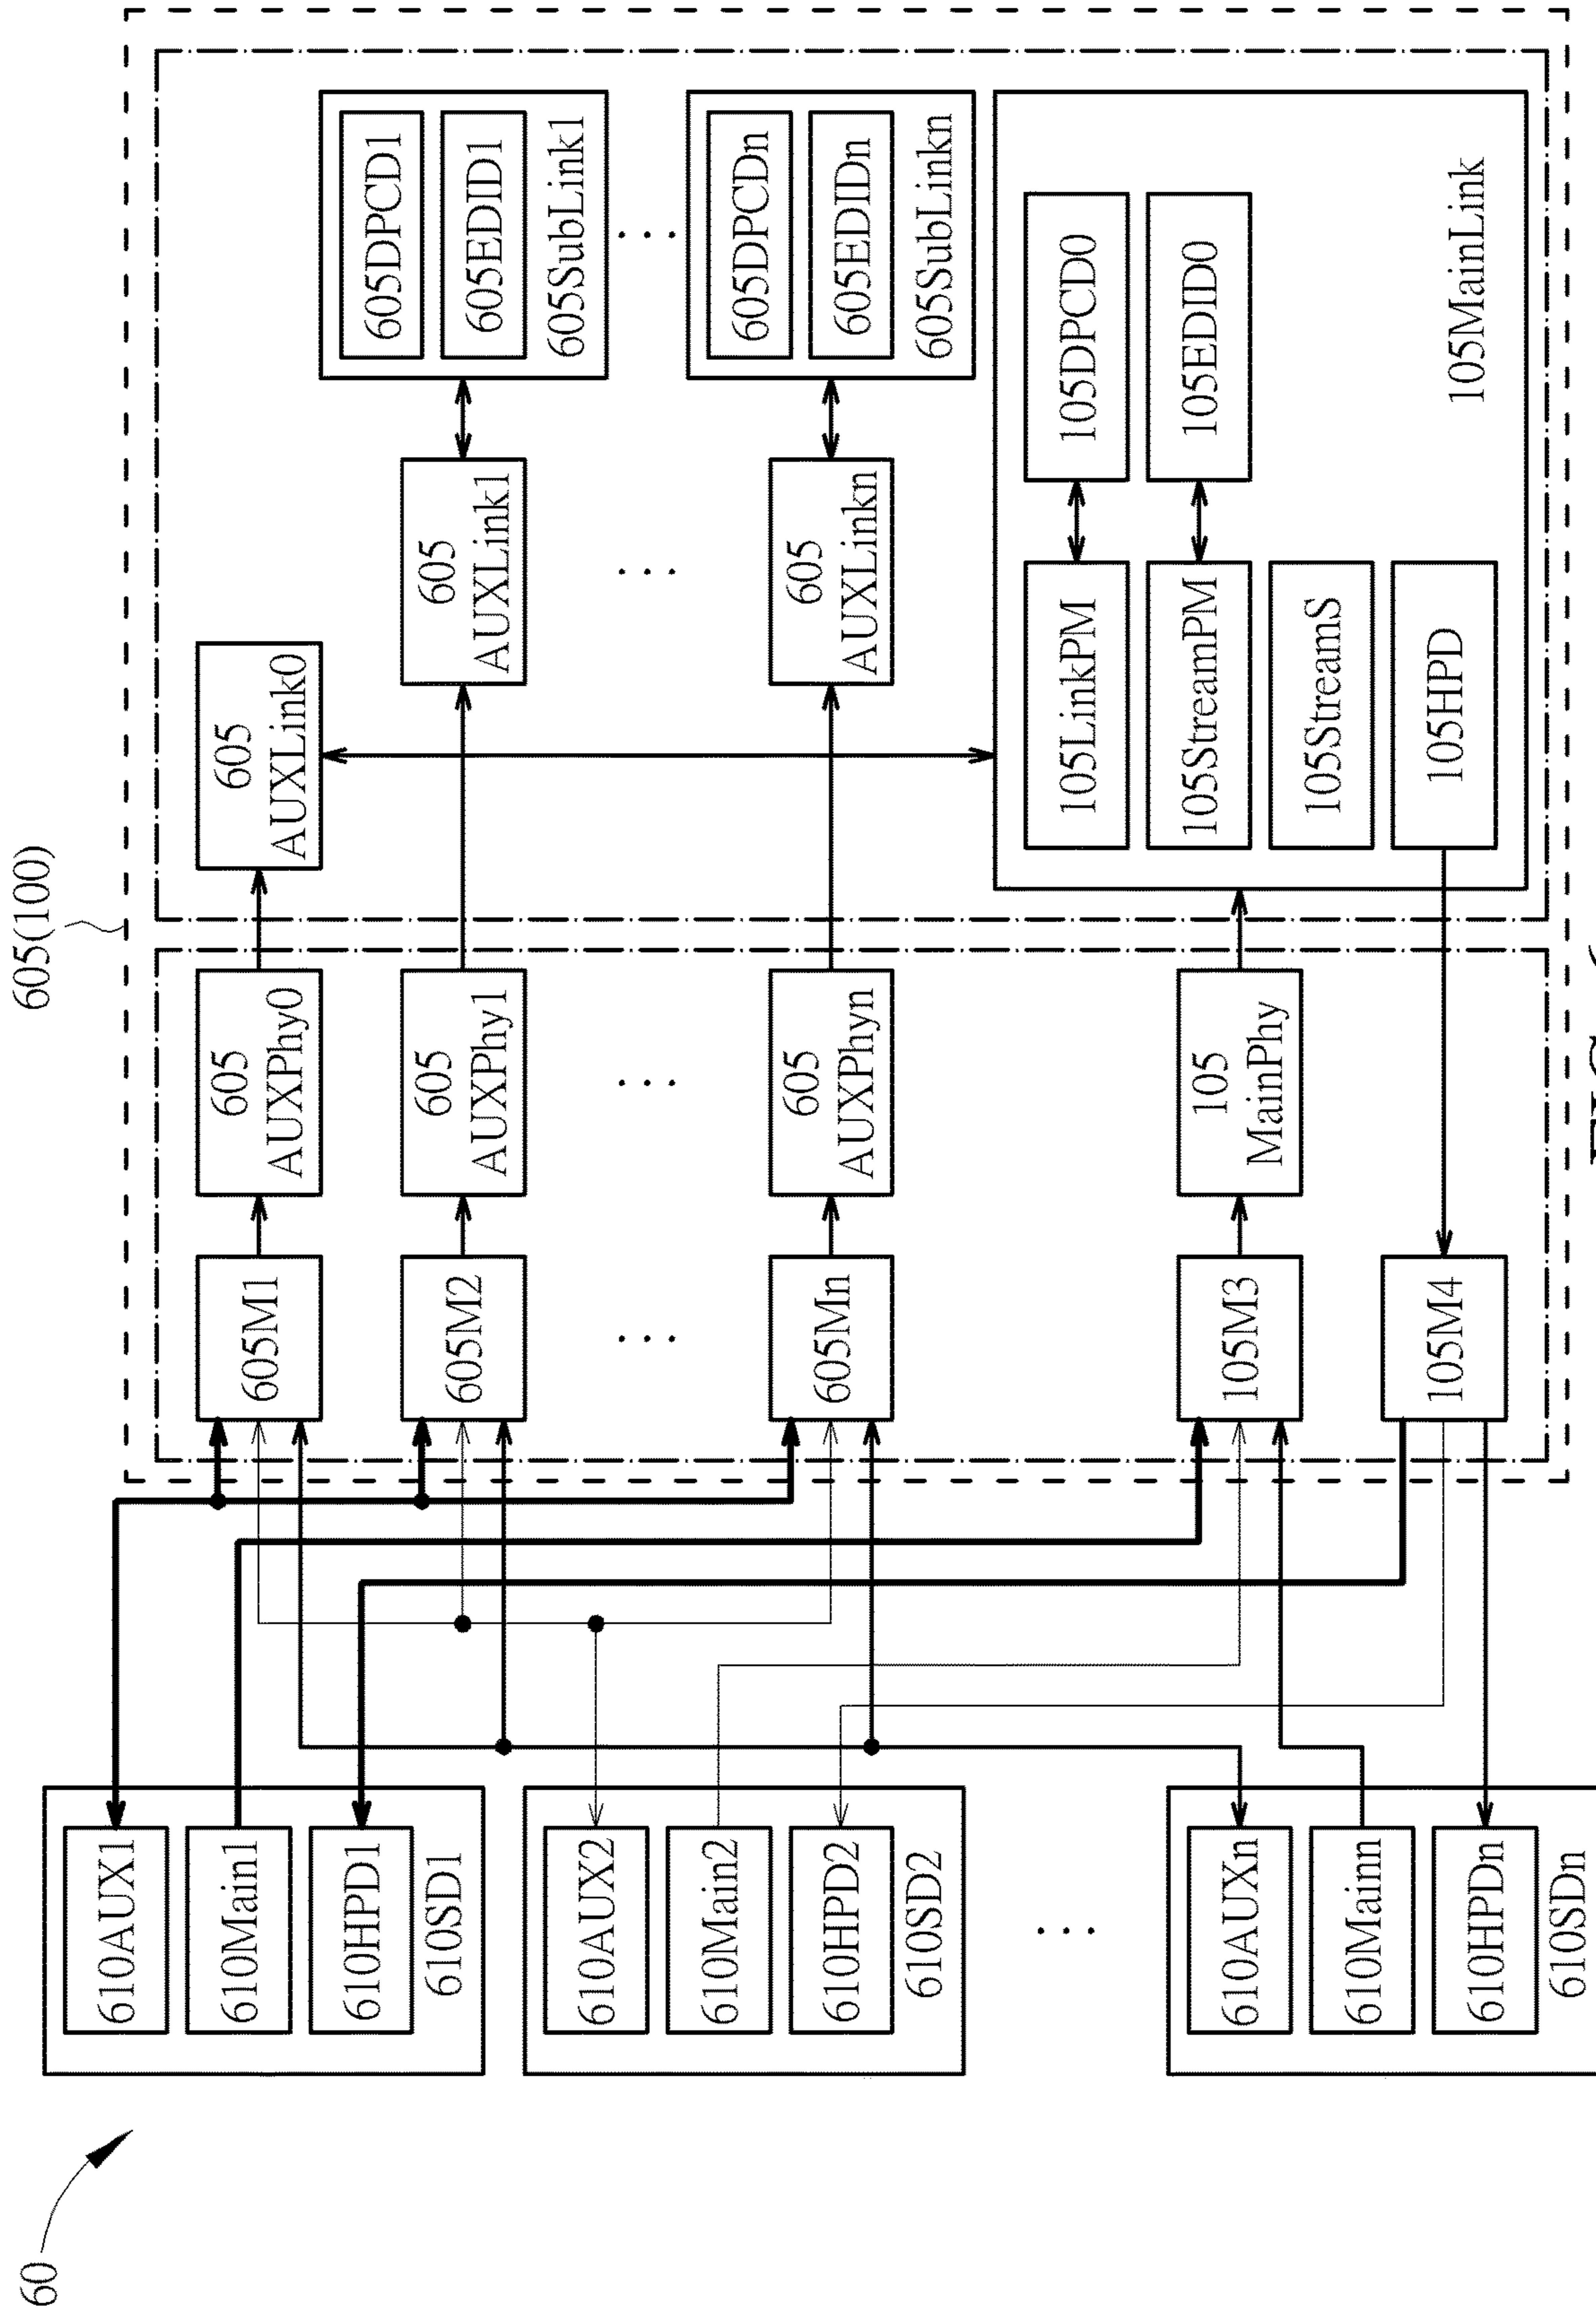 60
605(100)
610AUX1
610Main1
610HPD1
610SD1
610AUX2
610Main2
610HPD2
610SD2
...
610AUXn
610Mainn
610HPDn
610SDn
605M1
605M2
...
605Mn
105M3
105M4
605
AUXPhy0
605
AUXPhy1
...
605
AUXPhyn
105
MainPhy
605
AUXLink0
605
AUXLink1
...
605
AUXLinkn
605DPCD1
605EDID1
605SubLink1
...
605DPCDn
605EDIDn
605SubLinkn
105LinkPM
105DPCD0
105StreamPM
105EDID0
105StreamS
105HPD
105MainLink